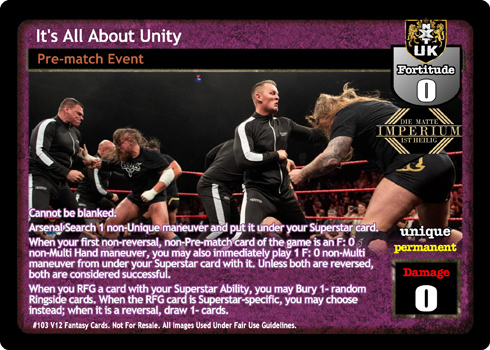 It's All About Unity
Pre-match Event
NXT
UK
Fortitude
0
DIE MATTE
IMPERIUM
IST HEILIG
Cannot be blanked.
Arsenal Search 1 non-Unique maneuver and put it under your Superstar card.
When your first non-reversal, non-Pre-match card of the game is an F: 0
non-Multi Hand maneuver, you may also immediately play 1 F: 0 non-Multi
maneuver from under your Superstar card with it. Unless both are reversed,
both are considered successful.
When you RFG a card with your Superstar Ability, you may Bury 1- random
Ringside cards. When the RFG card is Superstar-specific, you may choose
instead; when it is a reversal, draw 1- cards.
unique
permanent
Damage
0
#103 V12 Fantasy Cards. Not For Resale. All Images Used Under Fair Use Guidelines.